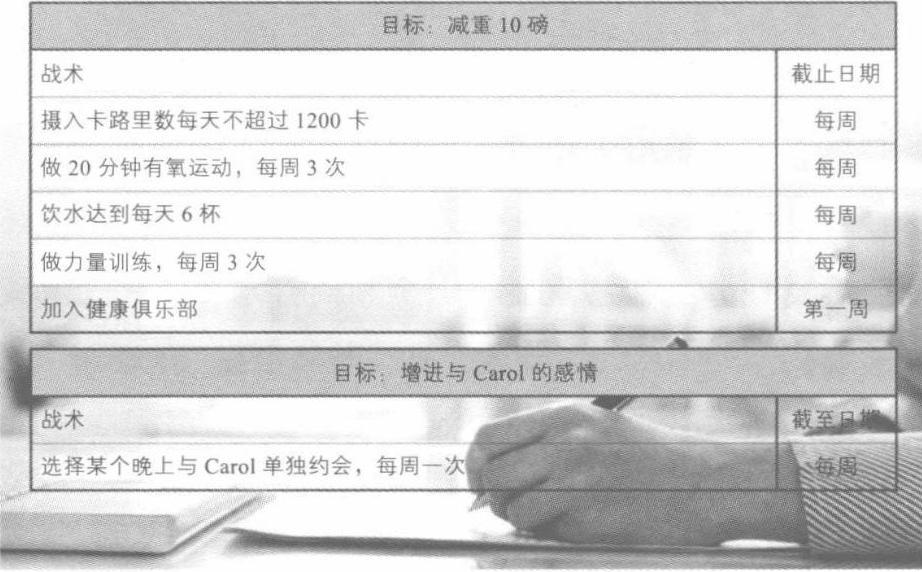 目标：减重 10 磅
战术 截止日期
摄入卡路里数每天不超过 1200 卡 每周
做 20 分钟有氧运动，每周 3 次 每周
饮水达到每天 6 杯 每周
做力量训练，每周 3 次 每周
加入健康俱乐部 第一周
目标：增进与 Carol 的感情
战术 截至日期
选择某个晚上与 Carol 单独约会，每周一次 每周